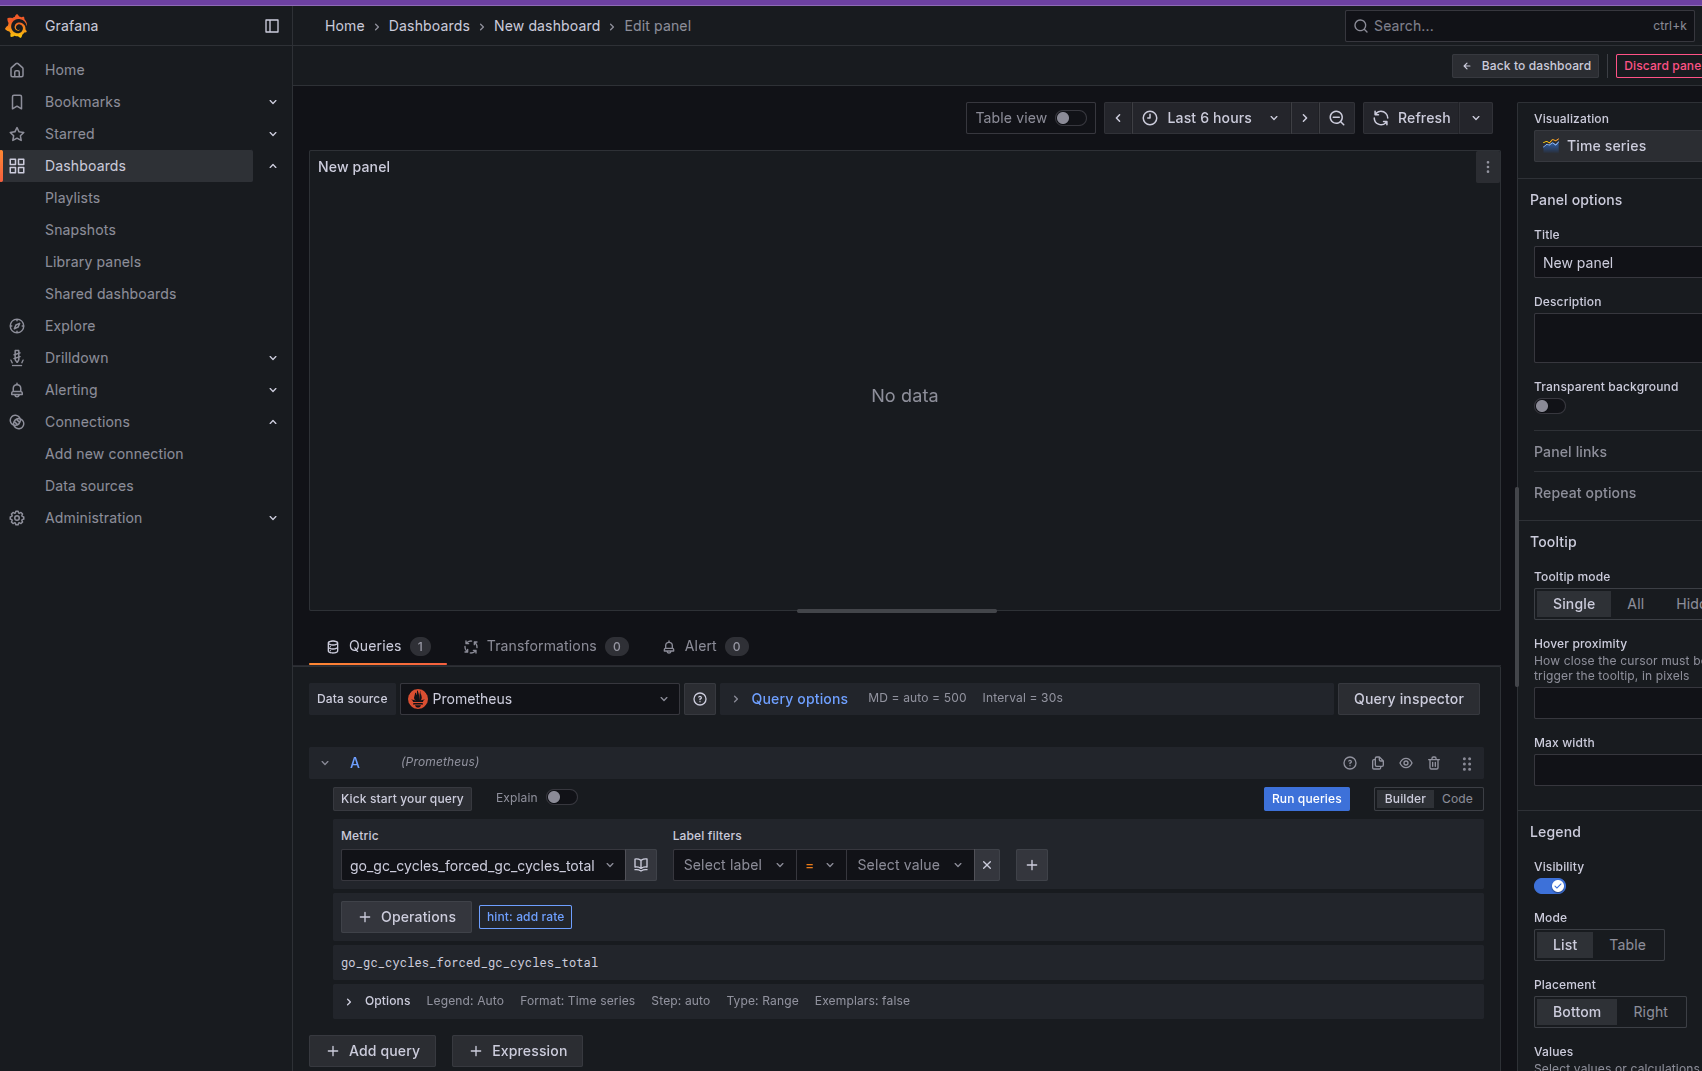 Grafana
Home › Dashboards › New dashboard › Edit panel
Search...
ctrl+k
Home
Bookmarks
Starred
Dashboards
Playlists
Snapshots
Library panels
Shared dashboards
Explore
Drilldown
Alerting
Connections
Add new connection
Data sources
Administration
Back to dashboard
Discard pane
Table view
Last 6 hours
Refresh
New panel
No data
Queries 1
Transformations 0
Alert 0
Data source
Prometheus
Query options
MD = auto = 500
Interval = 30s
Query inspector
A
(Prometheus)
Kick start your query
Explain
Run queries
Builder
Code
Metric
Label filters
go_gc_cycles_forced_gc_cycles_total
Select label
=
Select value
+ Operations
hint: add rate
go_gc_cycles_forced_gc_cycles_total
Options
Legend: Auto
Format: Time series
Step: auto
Type: Range
Exemplars: false
+ Add query
+ Expression
Visualization
Time series
Panel options
Title
New panel
Description
Transparent background
Panel links
Repeat options
Tooltip
Tooltip mode
Single
All
Hidd
Hover proximity
How close the cursor must b
trigger the tooltip, in pixels
Max width
Legend
Visibility
Mode
List
Table
Placement
Bottom
Right
Values
Select values or calculations